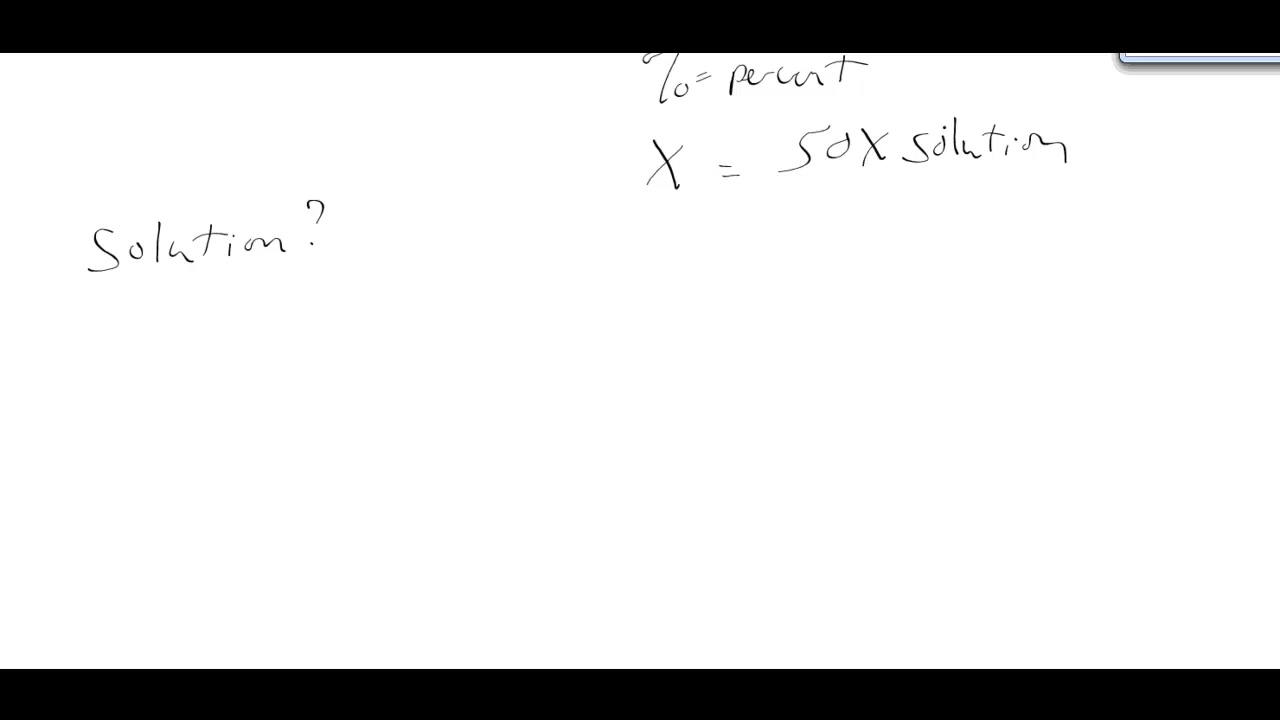 %= percent
X = 50X solution
Solution?